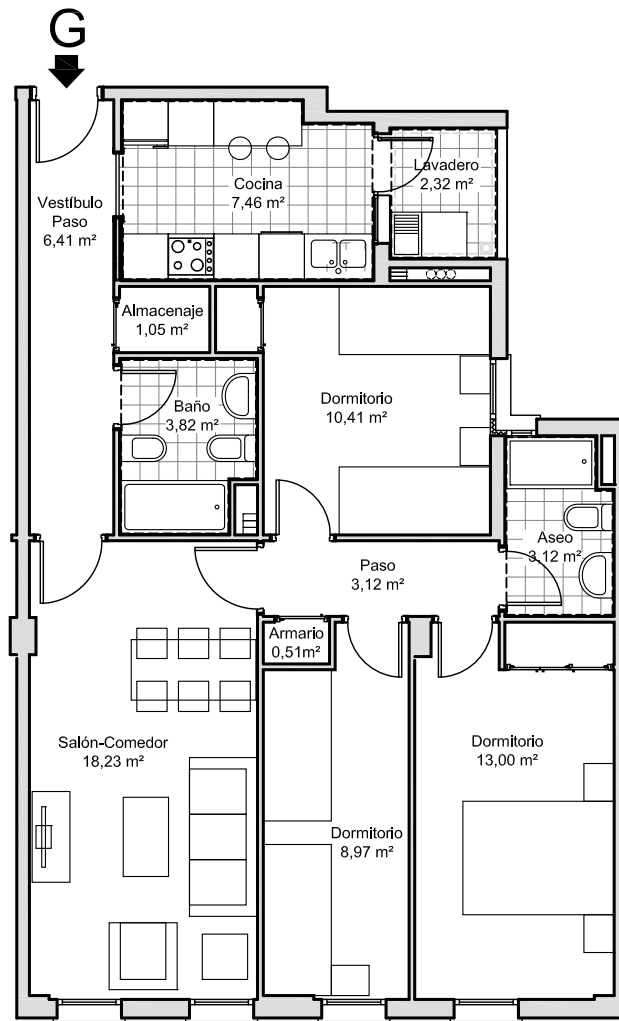 G
Vestíbulo
Paso
6,41 m²
Cocina
7,46 m²
Lavadero
2,32 m²
Almacenaje
1,05 m²
Baño
3,82 m²
Dormitorio
10,41 m²
Aseo
3,12 m²
Paso
3,12 m²
Armario
0,51m²
Salón-Comedor
18,23 m²
Dormitorio
13,00 m²
Dormitorio
8,97 m²